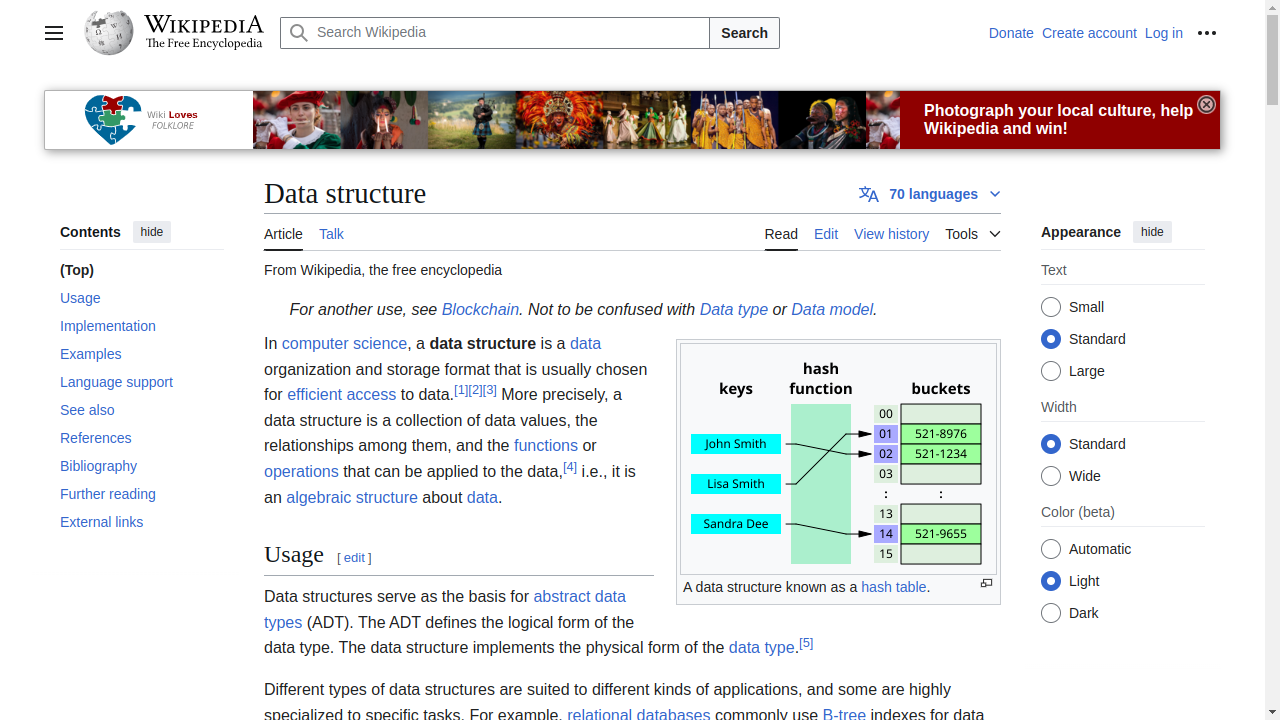 WIKIPEDIA
The Free Encyclopedia
Search Wikipedia
Search
Donate Create account Log in
Wiki Loves
FOLKLORE
Photograph your local culture, help
Wikipedia and win!
Data structure
70 languages
Contents hide
Article Talk
Read Edit View history Tools
Appearance hide
(Top)
Usage
Implementation
Examples
Language support
See also
References
Bibliography
Further reading
External links
From Wikipedia, the free encyclopedia
For another use, see Blockchain. Not to be confused with Data type or Data model.
In computer science, a data structure is a data
organization and storage format that is usually chosen
for efficient access to data.[1][2][3] More precisely, a
data structure is a collection of data values, the
relationships among them, and the functions or
operations that can be applied to the data,[4] i.e., it is
an algebraic structure about data.
keys
hash
function
buckets
00
01 521-8976
John Smith
02 521-1234
03
Lisa Smith
: :
13
Sandra Dee
14 521-9655
15
A data structure known as a hash table.
Usage [ edit ]
Data structures serve as the basis for abstract data
types (ADT). The ADT defines the logical form of the
data type. The data structure implements the physical form of the data type.[5]
Different types of data structures are suited to different kinds of applications, and some are highly
specialized to specific tasks. For example, relational databases commonly use B-tree indexes for data
Text
Small
Standard
Large
Width
Standard
Wide
Color (beta)
Automatic
Light
Dark